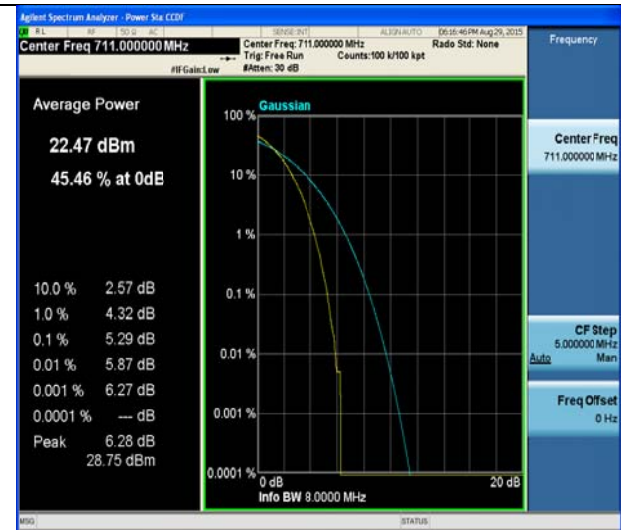 Agilent Spectrum Analyzer - Power Stat CCDF
RL RF 50 Ω AC SENSE:INT ALIGN AUTO 06:16:46 PM Aug 29, 2015
Center Freq 711.000000 MHz
Center Freq: 711.000000 MHz Rado Std: None
Trig: Free Run Counts:100 k/100 kpt
#IFGain:Low #Atten: 30 dB
Frequency
Average Power
22.47 dBm
45.46 % at 0dB
10.0 % 2.57 dB
1.0 % 4.32 dB
0.1 % 5.29 dB
0.01 % 5.87 dB
0.001 % 6.27 dB
0.0001 % --- dB
Peak 6.28 dB
28.75 dBm
Gaussian
100 %
10 %
1 %
0.1 %
0.01 %
0.001 %
0.0001 %
0 dB 20 dB
Info BW 8.0000 MHz
Center Freq
711.000000 MHz
CF Step
5.000000 MHz
Auto Man
Freq Offset
0 Hz
MSG STATUS